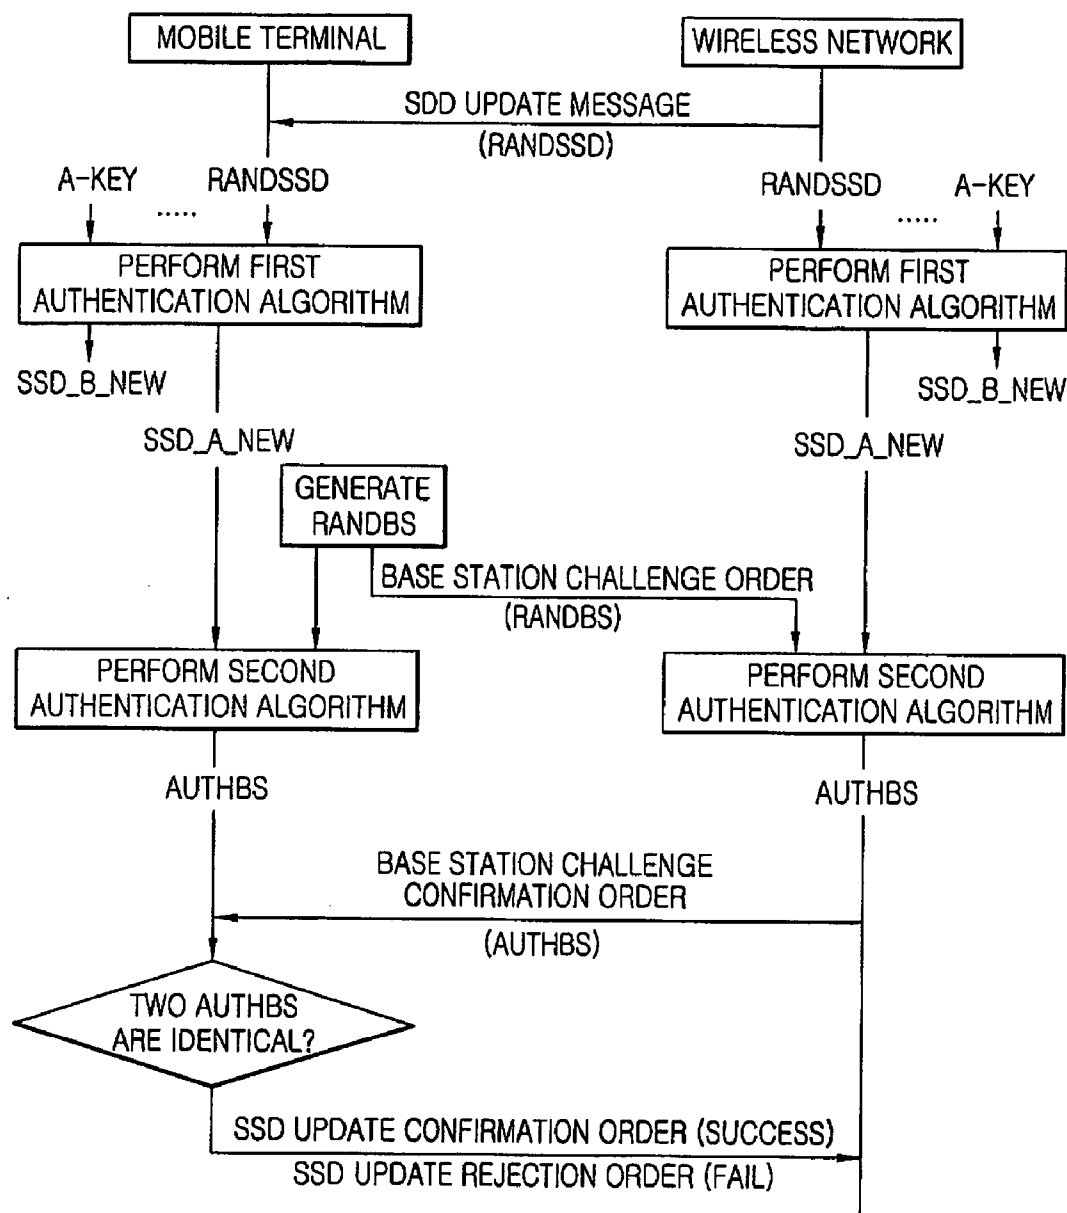 MOBILE TERMINAL
WIRELESS NETWORK
SDD UPDATE MESSAGE
(RANDSSD)
A-KEY
.....
RANDSSD
RANDSSD
.....
A-KEY
PERFORM FIRST
AUTHENTICATION ALGORITHM
PERFORM FIRST
AUTHENTICATION ALGORITHM
SSD_B_NEW
SSD_B_NEW
SSD_A_NEW
SSD_A_NEW
GENERATE
RANDBS
BASE STATION CHALLENGE ORDER
(RANDBS)
PERFORM SECOND
AUTHENTICATION ALGORITHM
PERFORM SECOND
AUTHENTICATION ALGORITHM
AUTHBS
AUTHBS
BASE STATION CHALLENGE
CONFIRMATION ORDER
(AUTHBS)
TWO AUTHBS
ARE IDENTICAL?
SSD UPDATE CONFIRMATION ORDER (SUCCESS)
SSD UPDATE REJECTION ORDER (FAIL)